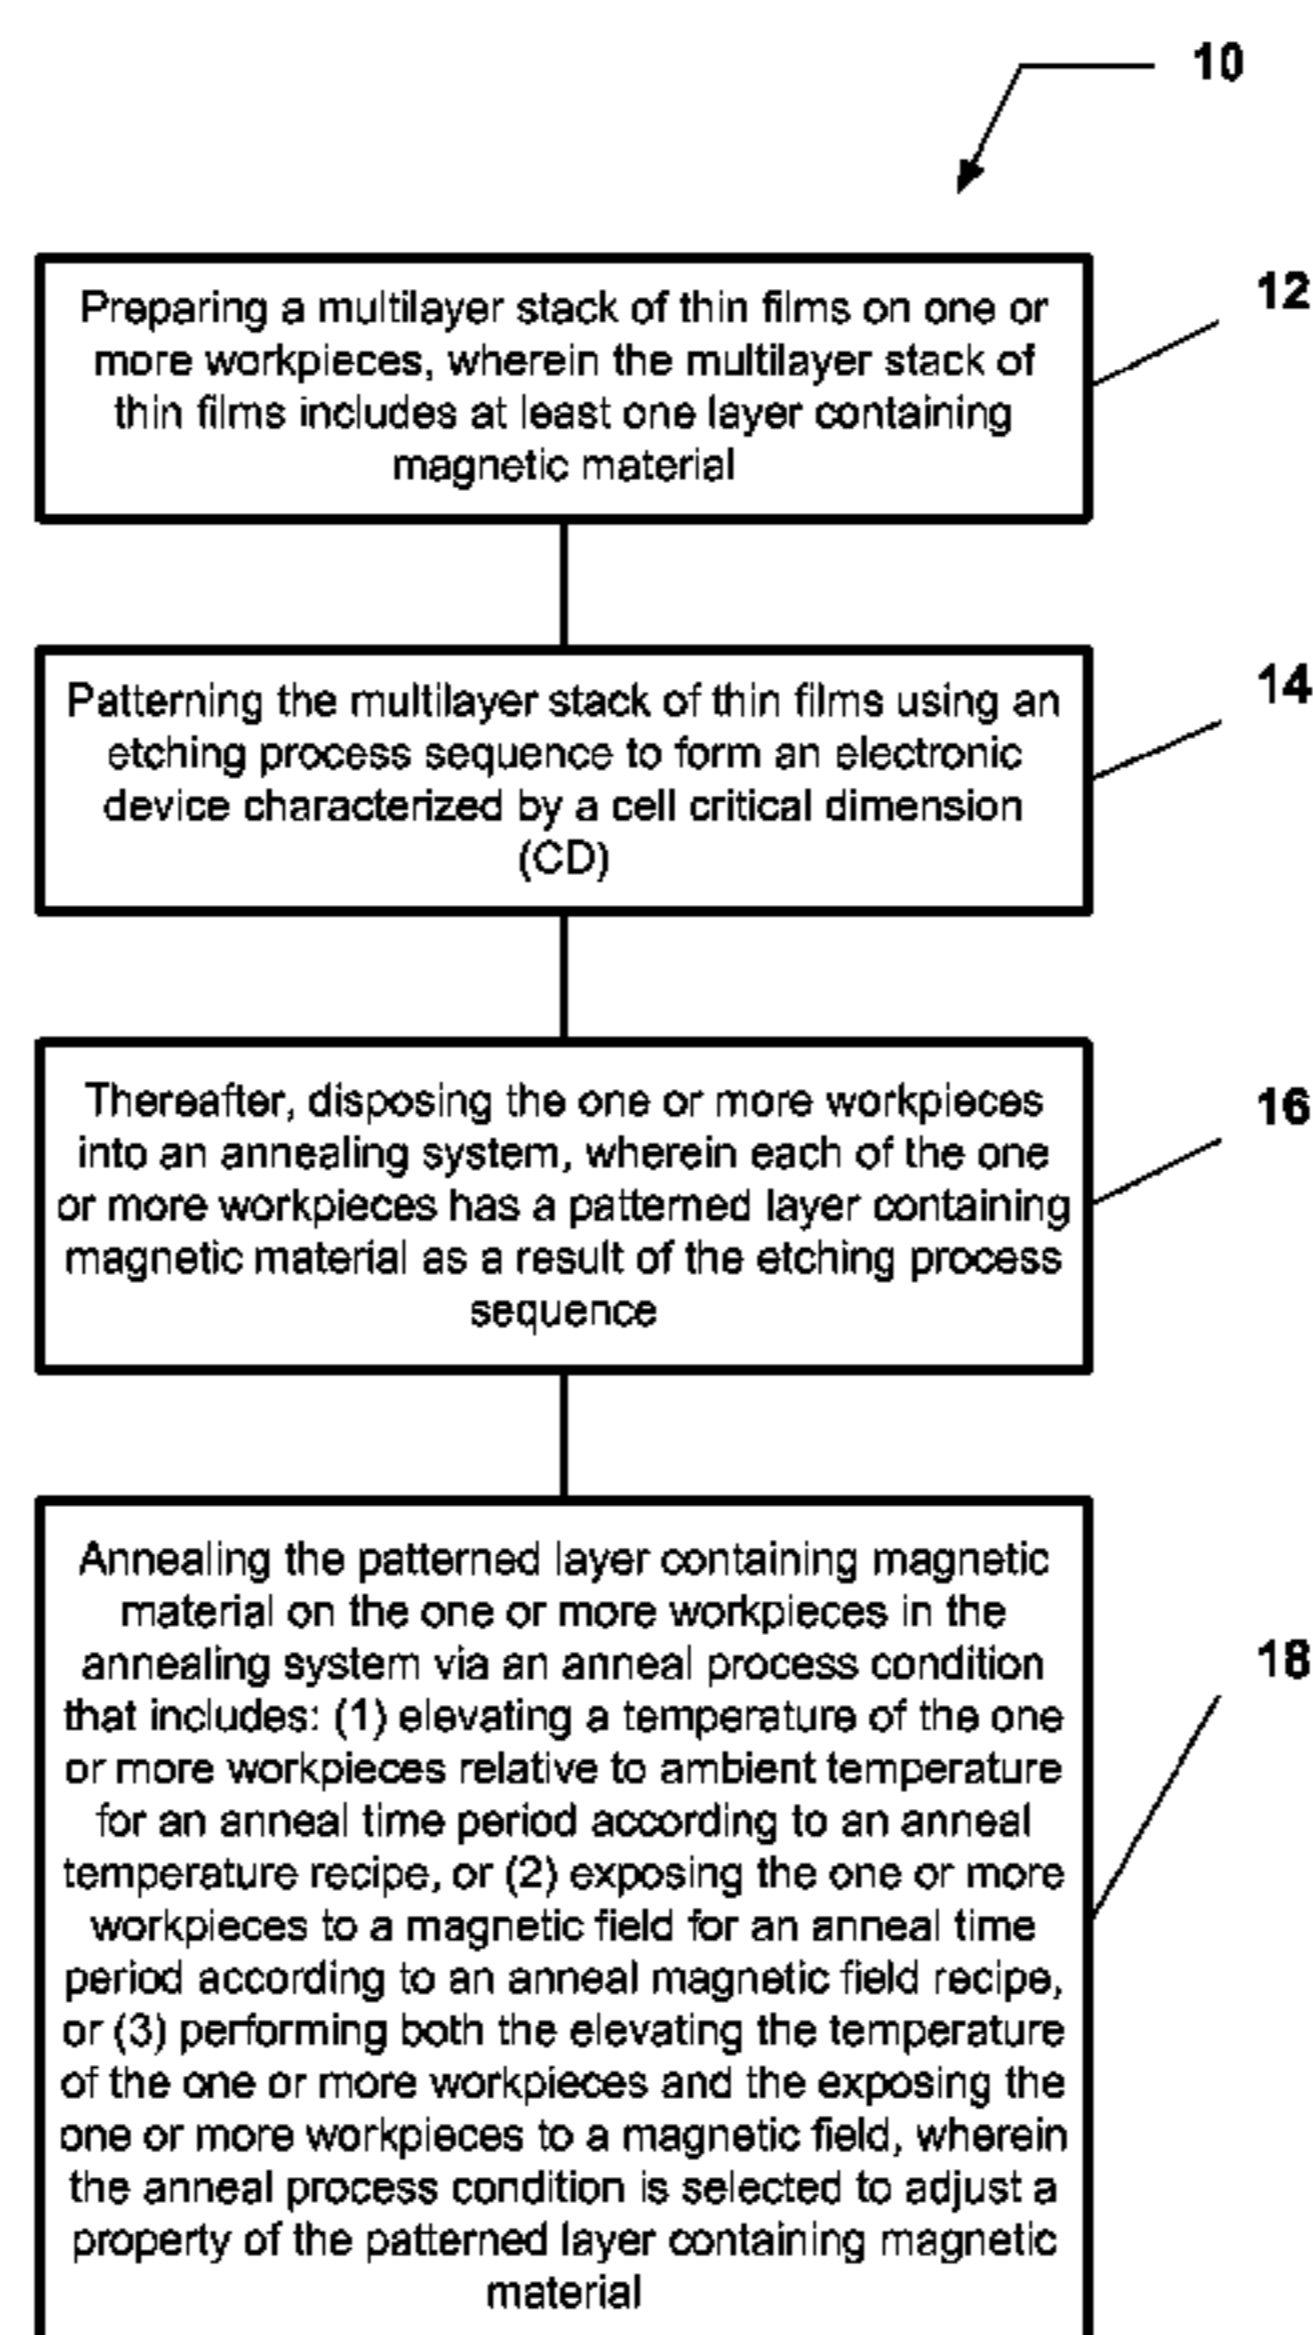 10
12
Preparing a multilayer stack of thin films on one or
more workpieces, wherein the multilayer stack of
thin films includes at least one layer containing
magnetic material
14
Patterning the multilayer stack of thin films using an
etching process sequence to form an electronic
device characterized by a cell critical dimension
(CD)
16
Thereafter, disposing the one or more workpieces
into an annealing system, wherein each of the one
or more workpieces has a patterned layer containing
magnetic material as a result of the etching process
sequence
18
Annealing the patterned layer containing magnetic
material on the one or more workpieces in the
annealing system via an anneal process condition
that includes: (1) elevating a temperature of the one
or more workpieces relative to ambient temperature
for an anneal time period according to an anneal
temperature recipe, or (2) exposing the one or more
workpieces to a magnetic field for an anneal time
period according to an anneal magnetic field recipe,
or (3) performing both the elevating the temperature
of the one or more workpieces and the exposing the
one or more workpieces to a magnetic field, wherein
the anneal process condition is selected to adjust a
property of the patterned layer containing magnetic
material